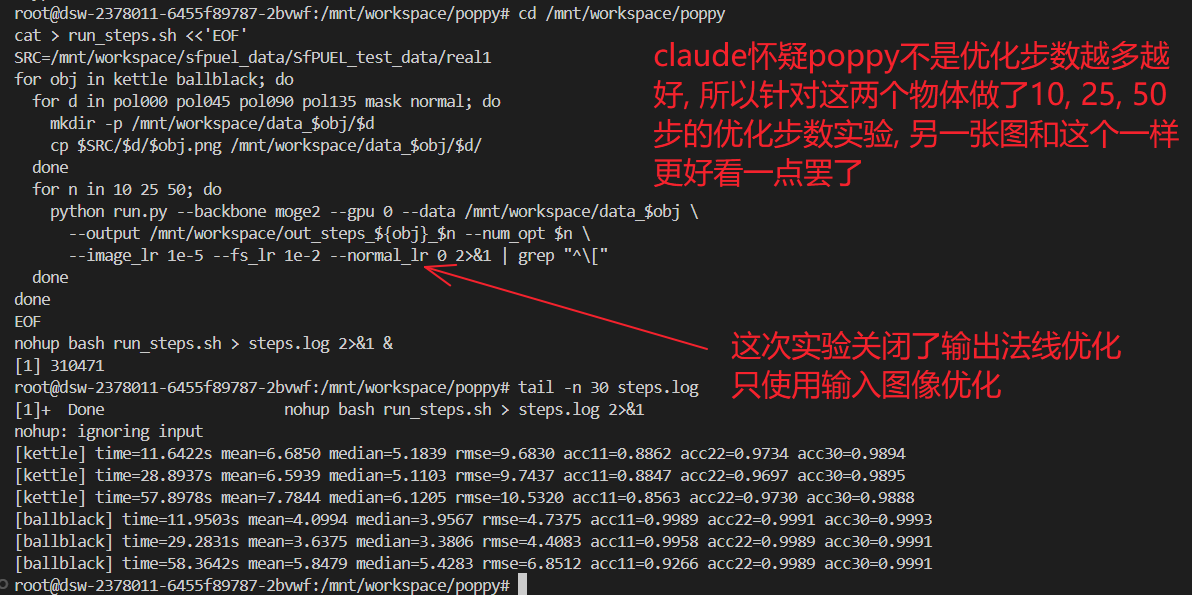 root@dsw-2378011-6455f89787-2bvwf:/mnt/workspace/poppy# cd /mnt/workspace/poppy
cat > run_steps.sh <<'EOF'
SRC=/mnt/workspace/sfpuel_data/SfPUEL_test_data/real1
for obj in kettle ballblack; do
  for d in pol000 pol045 pol090 pol135 mask normal; do
    mkdir -p /mnt/workspace/data_$obj/$d
    cp $SRC/$d/$obj.png /mnt/workspace/data_$obj/$d/
  done
  for n in 10 25 50; do
    python run.py --backbone moge2 --gpu 0 --data /mnt/workspace/data_$obj \
      --output /mnt/workspace/out_steps_${obj}_$n --num_opt $n \
      --image_lr 1e-5 --fs_lr 1e-2 --normal_lr 0 2>&1 | grep "^\["
  done
done
EOF
nohup bash run_steps.sh > steps.log 2>&1 &
[1] 310471
root@dsw-2378011-6455f89787-2bvwf:/mnt/workspace/poppy# tail -n 30 steps.log
[1]+  Done                    nohup bash run_steps.sh > steps.log 2>&1
nohup: ignoring input
[kettle] time=11.6422s mean=6.6850 median=5.1839 rmse=9.6830 acc11=0.8862 acc22=0.9734 acc30=0.9894
[kettle] time=28.8937s mean=6.5939 median=5.1103 rmse=9.7437 acc11=0.8847 acc22=0.9697 acc30=0.9895
[kettle] time=57.8978s mean=7.7844 median=6.1205 rmse=10.5320 acc11=0.8563 acc22=0.9730 acc30=0.9888
[ballblack] time=11.9503s mean=4.0994 median=3.9567 rmse=4.7375 acc11=0.9989 acc22=0.9991 acc30=0.9993
[ballblack] time=29.2831s mean=3.6375 median=3.3806 rmse=4.4083 acc11=0.9958 acc22=0.9989 acc30=0.9991
[ballblack] time=58.3642s mean=5.8479 median=5.4283 rmse=6.8512 acc11=0.9266 acc22=0.9989 acc30=0.9991
root@dsw-2378011-6455f89787-2bvwf:/mnt/workspace/poppy#
claude怀疑poppy不是优化步数越多越
好, 所以针对这两个物体做了10, 25, 50
步的优化步数实验, 另一张图和这个一样
更好看一点罢了
这次实验关闭了输出法线优化
只使用输入图像优化